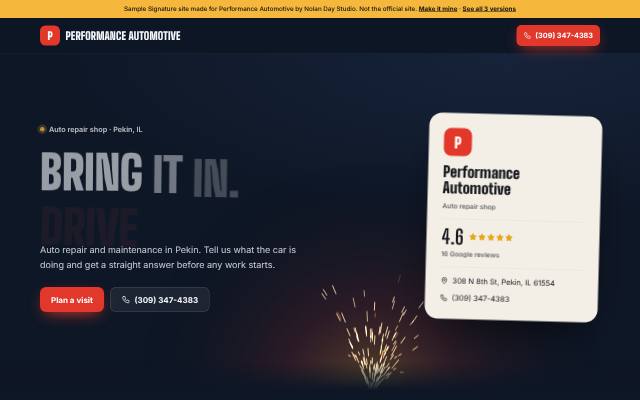 Sample Signature site made for Performance Automotive by Nolan Day Studio. Not the official site. Make it mine · See all 3 versions
P PERFORMANCE AUTOMOTIVE
(309) 347-4383
Auto repair shop · Pekin, IL
BRING IT IN.
DRIVE
Auto repair and maintenance in Pekin. Tell us what the car is
doing and get a straight answer before any work starts.
Plan a visit
(309) 347-4383
P
Performance
Automotive
Auto repair shop
4.6
16 Google reviews
308 N 8th St, Pekin, IL 61554
(309) 347-4383